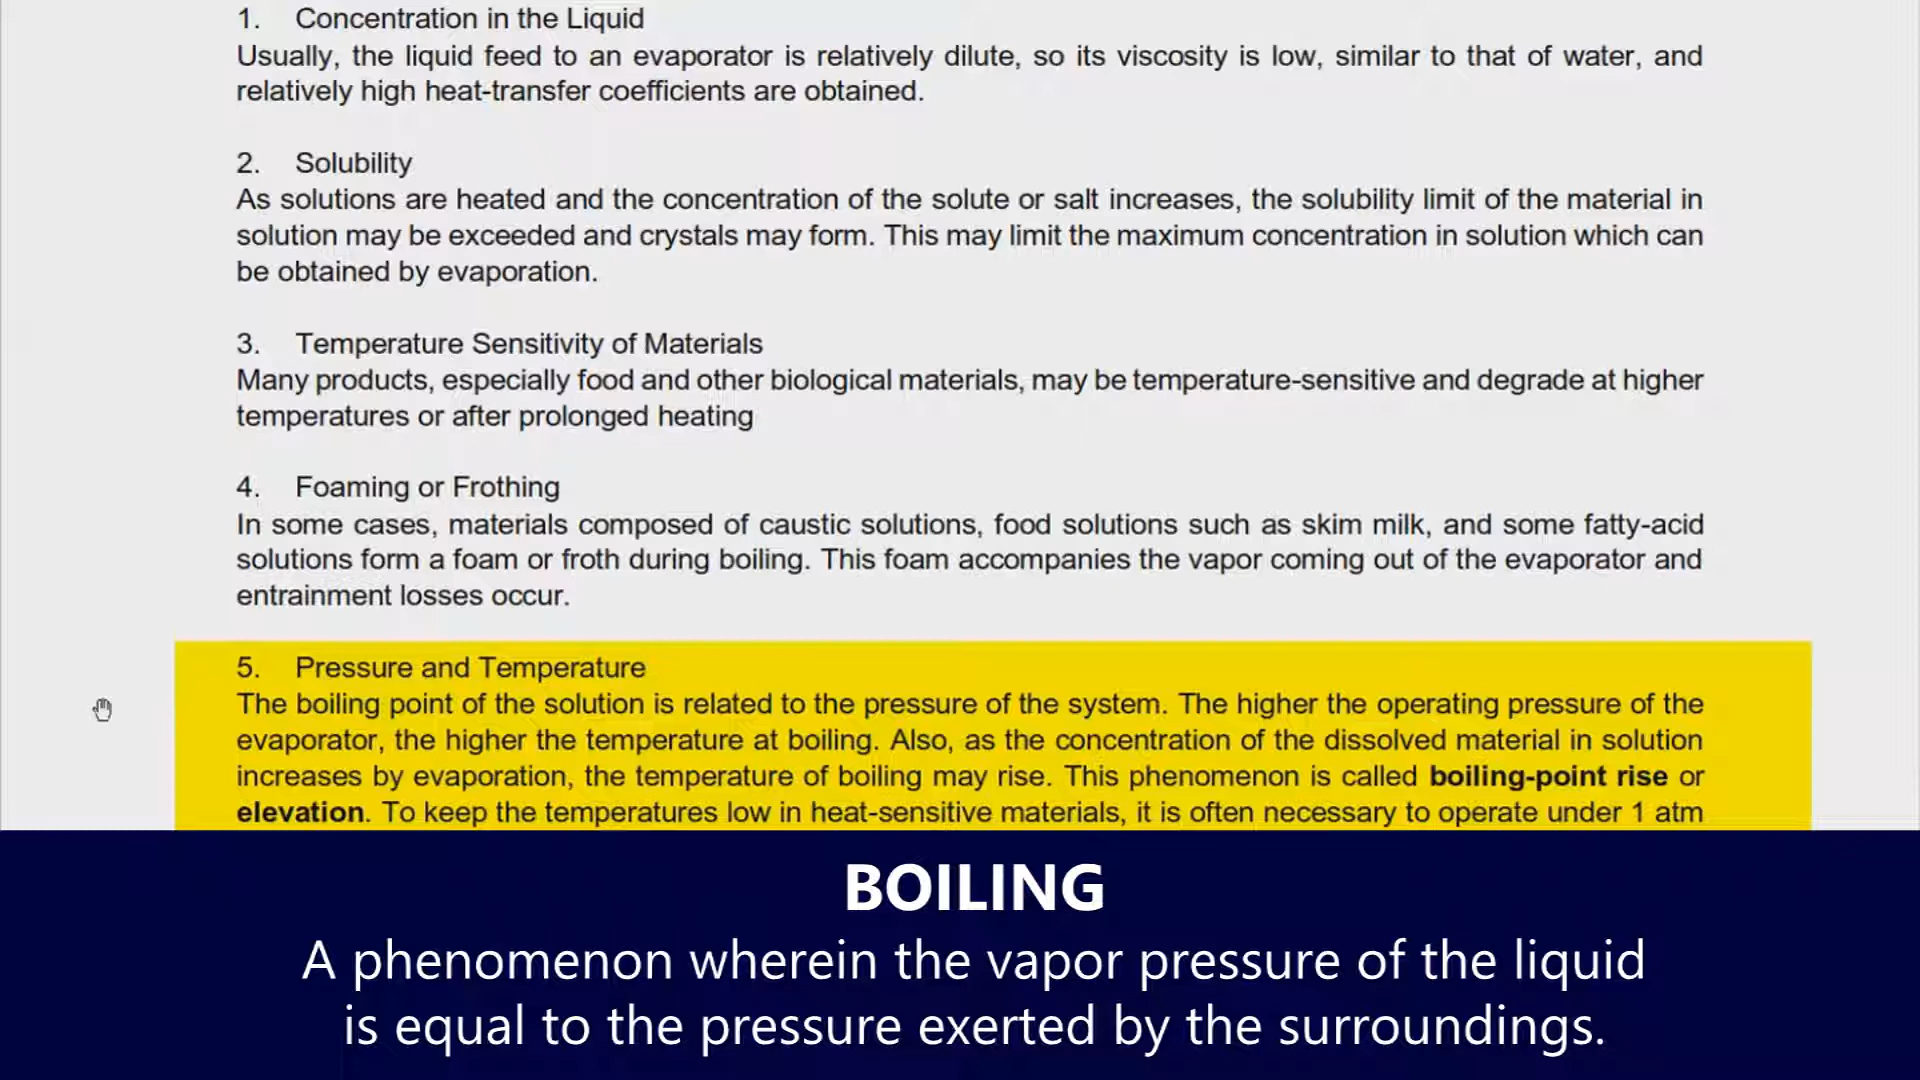 1. Concentration in the Liquid
Usually, the liquid feed to an evaporator is relatively dilute, so its viscosity is low, similar to that of water, and
relatively high heat-transfer coefficients are obtained.
2. Solubility
As solutions are heated and the concentration of the solute or salt increases, the solubility limit of the material in
solution may be exceeded and crystals may form. This may limit the maximum concentration in solution which can
be obtained by evaporation.
3. Temperature Sensitivity of Materials
Many products, especially food and other biological materials, may be temperature-sensitive and degrade at higher
temperatures or after prolonged heating
4. Foaming or Frothing
In some cases, materials composed of caustic solutions, food solutions such as skim milk, and some fatty-acid
solutions form a foam or froth during boiling. This foam accompanies the vapor coming out of the evaporator and
entrainment losses occur.
5. Pressure and Temperature
The boiling point of the solution is related to the pressure of the system. The higher the operating pressure of the
evaporator, the higher the temperature at boiling. Also, as the concentration of the dissolved material in solution
increases by evaporation, the temperature of boiling may rise. This phenomenon is called boiling-point rise or
elevation. To keep the temperatures low in heat-sensitive materials, it is often necessary to operate under 1 atm
BOILING
A phenomenon wherein the vapor pressure of the liquid
is equal to the pressure exerted by the surroundings.